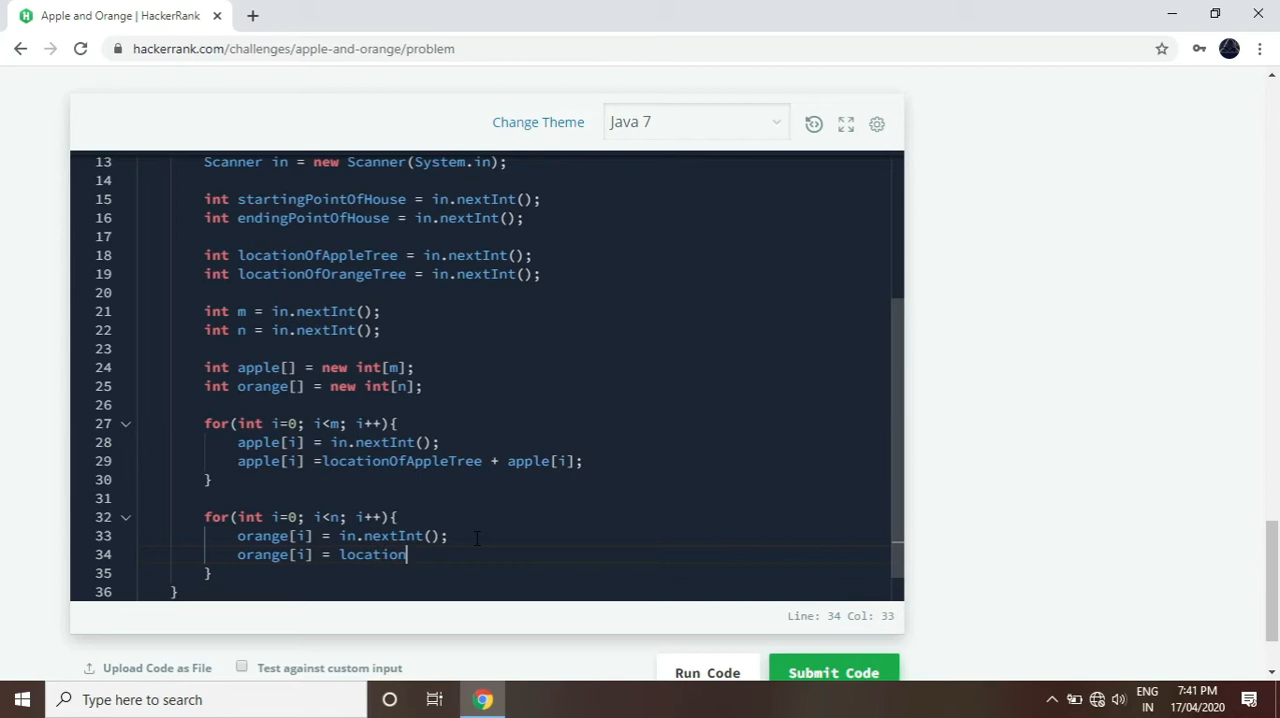 Apple and Orange | HackerRank
hackerrank.com/challenges/apple-and-orange/problem
Change Theme
Java 7
13 Scanner in = new Scanner(System.in);
14
15 int startingPointOfHouse = in.nextInt();
16 int endingPointOfHouse = in.nextInt();
17
18 int locationOfAppleTree = in.nextInt();
19 int locationOfOrangeTree = in.nextInt();
20
21 int m = in.nextInt();
22 int n = in.nextInt();
23
24 int apple[] = new int[m];
25 int orange[] = new int[n];
26
27 for(int i=0; i<m; i++){
28 apple[i] = in.nextInt();
29 apple[i] =locationOfAppleTree + apple[i];
30 }
31
32 for(int i=0; i<n; i++){
33 orange[i] = in.nextInt();
34 orange[i] = location
35 }
36 }
Line: 34 Col: 33
Upload Code as File
Test against custom input
Run Code
Submit Code
Type here to search
ENG
IN
7:41 PM
17/04/2020